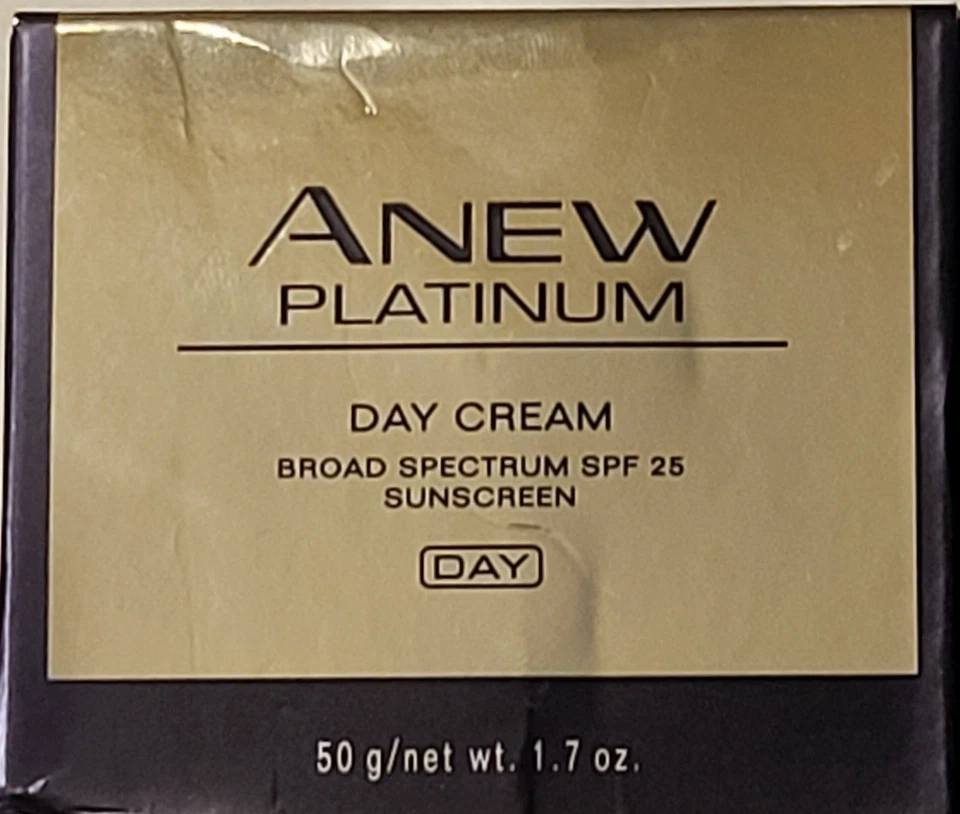 ANEW
PLATINUM
DAY CREAM
BROAD SPECTRUM SPF 25
SUNSCREEN
DAY
50 g/net wt. 1.7 oz.